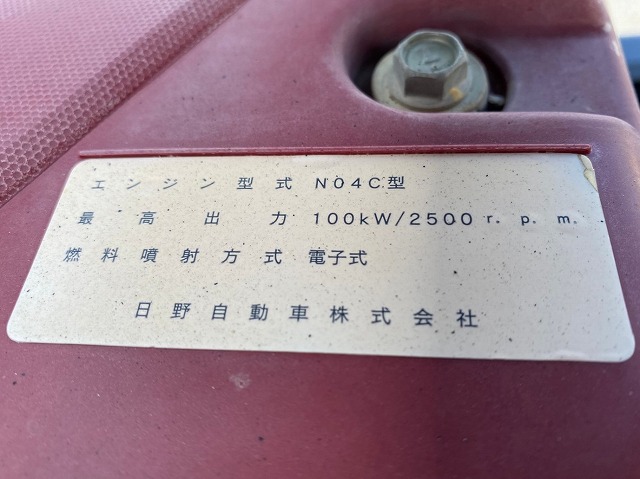 エンジン型式 N04C型
最高出力 100kW/2500 r.p.m.
燃料噴射方式 電子式
日野自動車株式会社